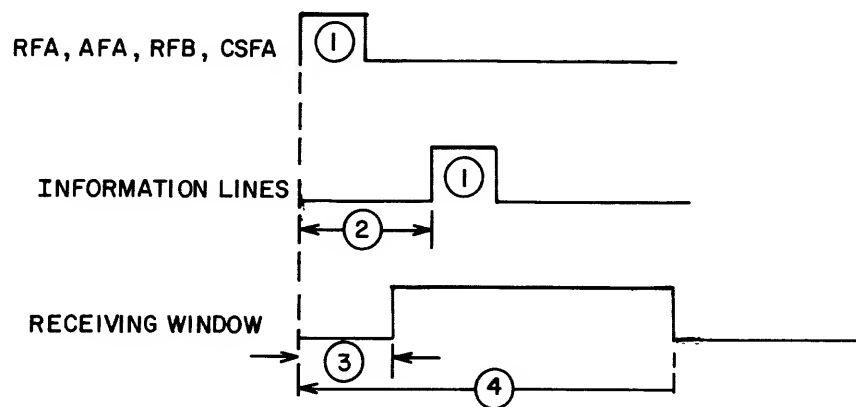 RFA, AFA, RFB, CSFA
1
INFORMATION LINES
1
2
RECEIVING WINDOW
3
4